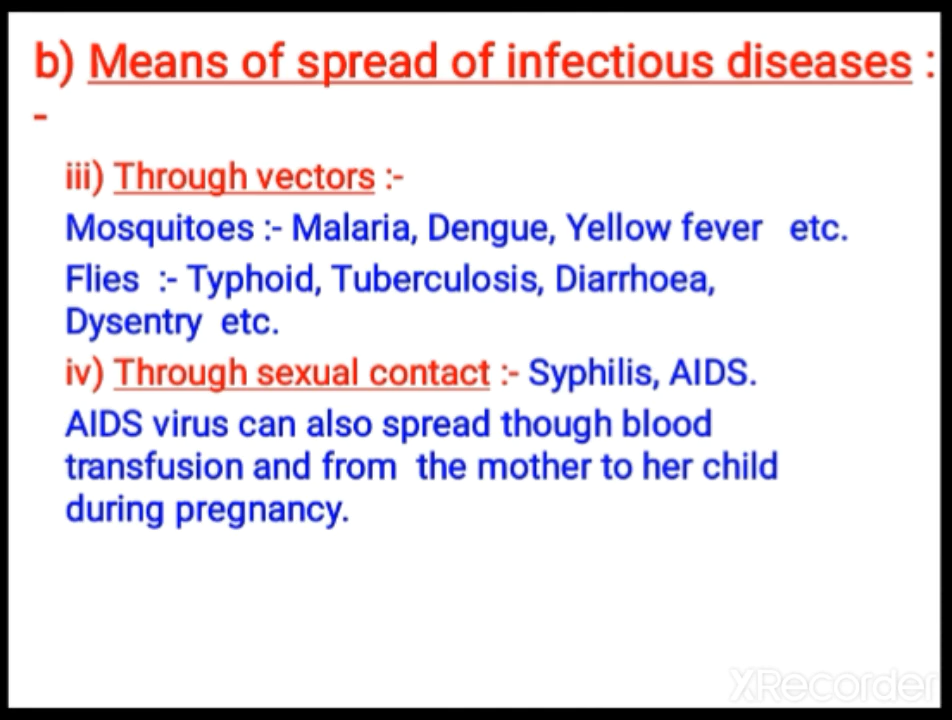 b) Means of spread of infectious diseases :
-
iii) Through vectors :-
Mosquitoes :- Malaria, Dengue, Yellow fever etc.
Flies :- Typhoid, Tuberculosis, Diarrhoea,
Dysentry etc.
iv) Through sexual contact :- Syphilis, AIDS.
AIDS virus can also spread though blood
transfusion and from the mother to her child
during pregnancy.
XRecorder